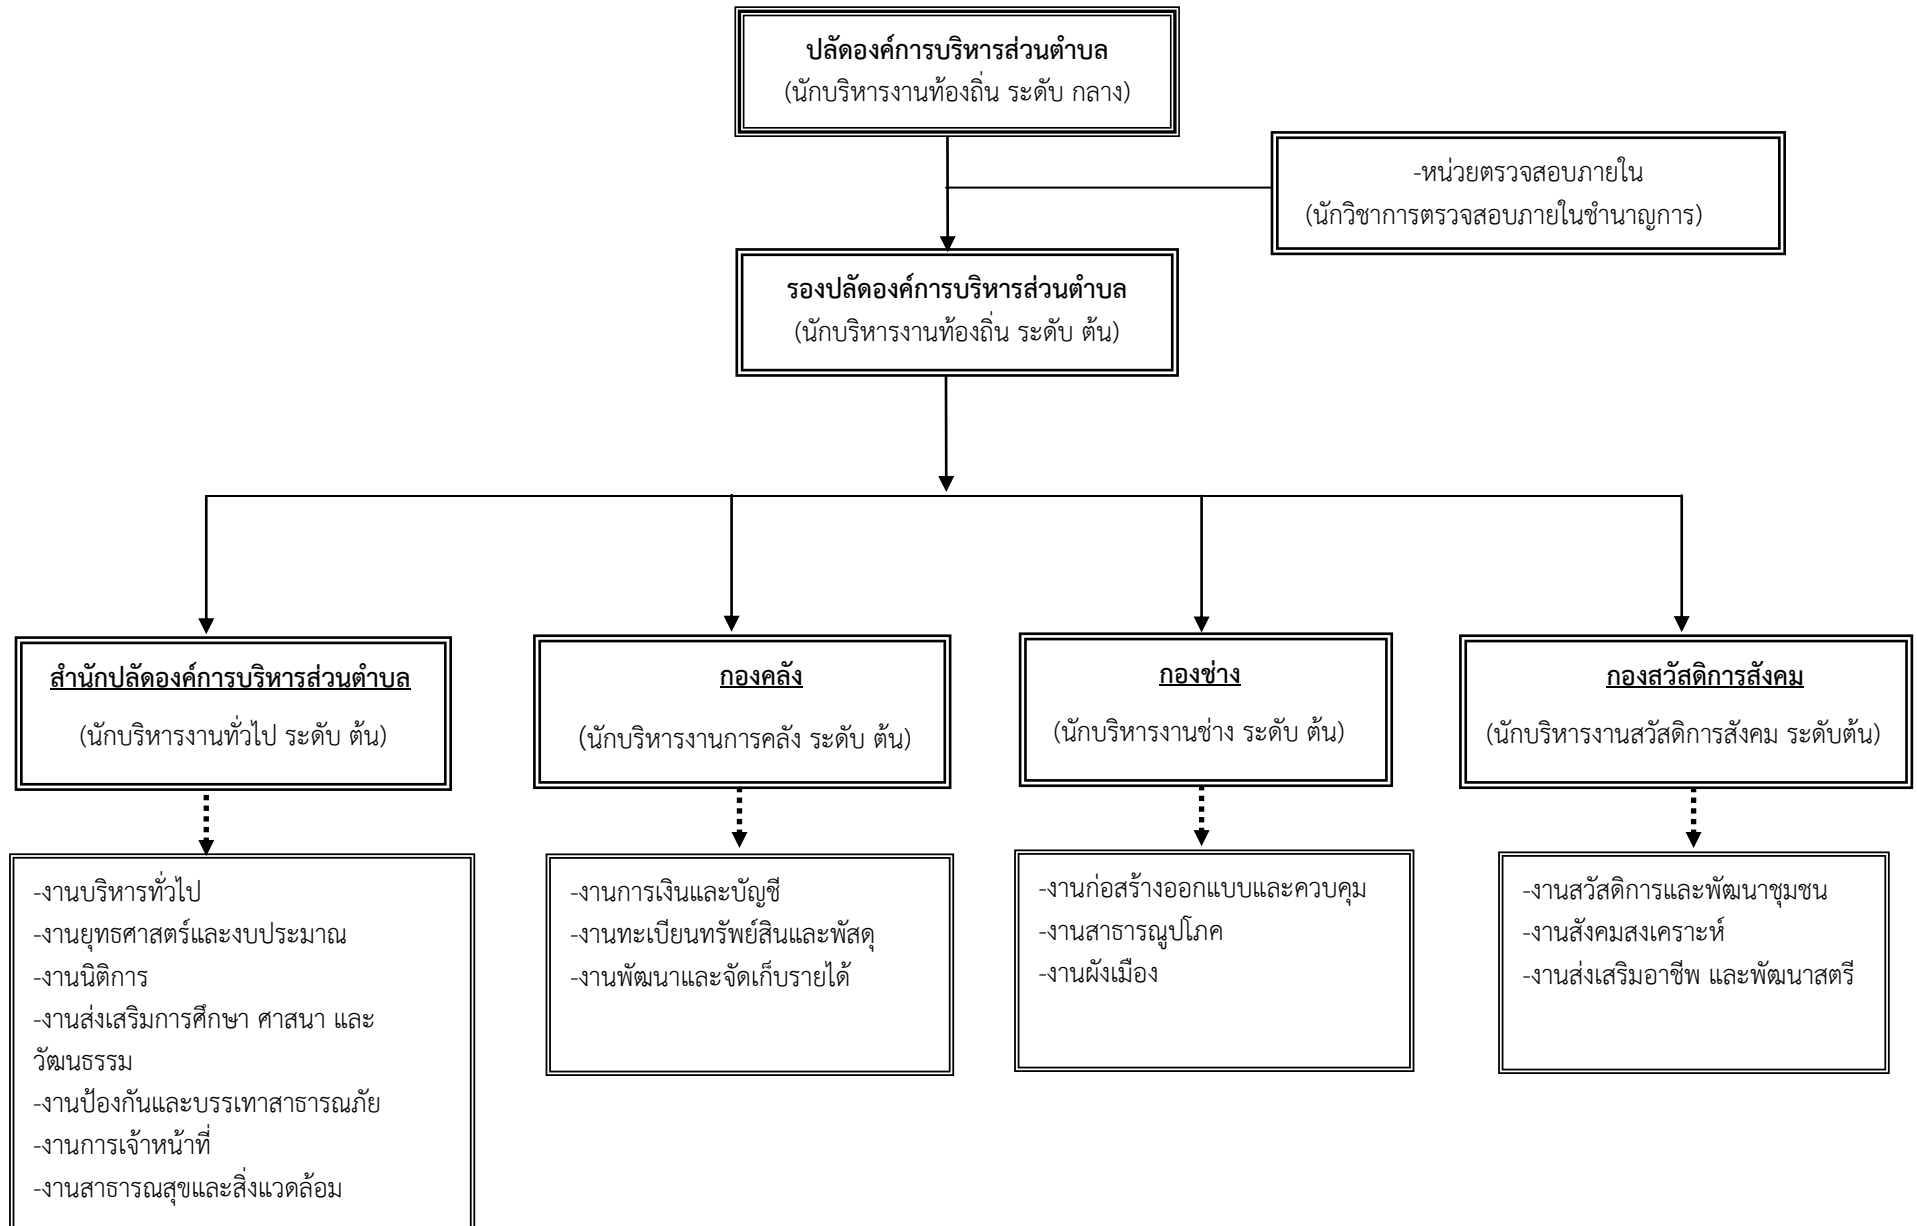 ปลัดองค์การบริหารส่วนตำบล
(นักบริหารงานท้องถิ่น ระดับ กลาง)
-หน่วยตรวจสอบภายใน
(นักวิชาการตรวจสอบภายในชำนาญการ)
รองปลัดองค์การบริหารส่วนตำบล
(นักบริหารงานท้องถิ่น ระดับ ต้น)
สำนักปลัดองค์การบริหารส่วนตำบล
(นักบริหารงานทั่วไป ระดับ ต้น)
กองคลัง
(นักบริหารงานการคลัง ระดับ ต้น)
กองช่าง
(นักบริหารงานช่าง ระดับ ต้น)
กองสวัสดิการสังคม
(นักบริหารงานสวัสดิการสังคม ระดับต้น)
-งานบริหารทั่วไป
-งานยุทธศาสตร์และงบประมาณ
-งานนิติการ
-งานส่งเสริมการศึกษา ศาสนา และ
วัฒนธรรม
-งานป้องกันและบรรเทาสาธารณภัย
-งานการเจ้าหน้าที่
-งานสาธารณสุขและสิ่งแวดล้อม
-งานการเงินและบัญชี
-งานทะเบียนทรัพย์สินและพัสดุ
-งานพัฒนาและจัดเก็บรายได้
-งานก่อสร้างออกแบบและควบคุม
-งานสาธารณูปโภค
-งานผังเมือง
-งานสวัสดิการและพัฒนาชุมชน
-งานสังคมสงเคราะห์
-งานส่งเสริมอาชีพ และพัฒนาสตรี